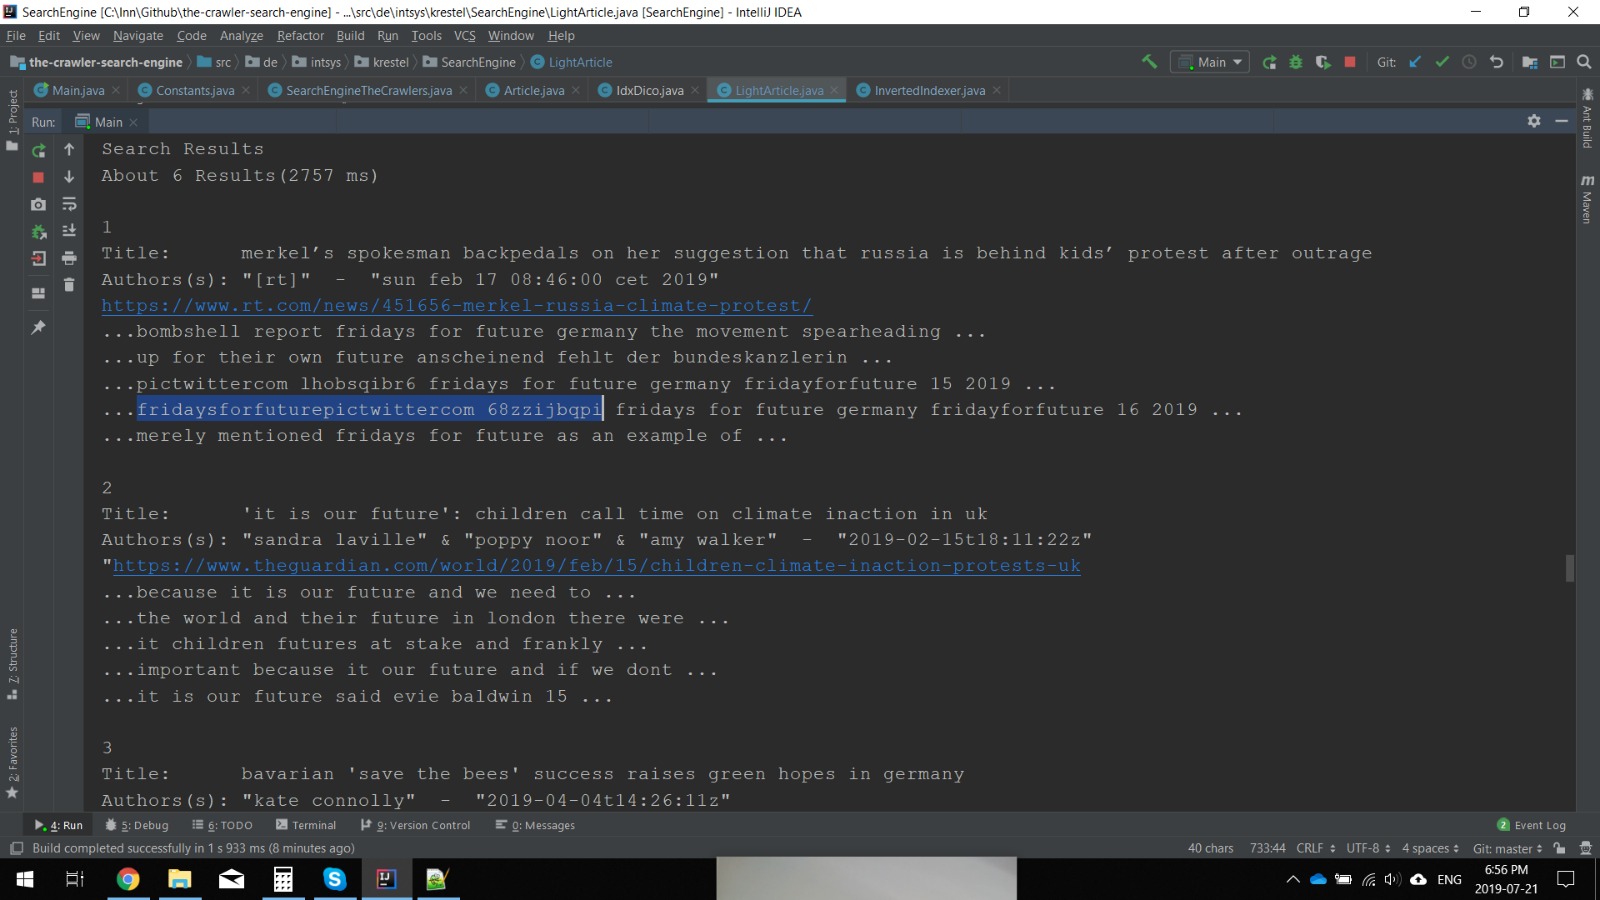 SearchEngine [C:\Inn\Github\the-crawler-search-engine] - ...\src\de\intsys\krestel\SearchEngine\LightArticle.java [SearchEngine] - IntelliJ IDEA
File Edit View Navigate Code Analyze Refactor Build Run Tools VCS Window Help
the-crawler-search-engine src de intsys krestel SearchEngine LightArticle Main Git:
Main.java Constants.java SearchEngineTheCrawlers.java Article.java IdxDico.java LightArticle.java InvertedIndexer.java
1: Project
Ant Build
Maven
Run: Main
Search Results
About 6 Results(2757 ms)
1
Title: merkel’s spokesman backpedals on her suggestion that russia is behind kids’ protest after outrage
Authors(s): "[rt]" - "sun feb 17 08:46:00 cet 2019"
https://www.rt.com/news/451656-merkel-russia-climate-protest/
...bombshell report fridays for future germany the movement spearheading ...
...up for their own future anscheinend fehlt der bundeskanzlerin ...
...pictwittercom lhobsqibr6 fridays for future germany fridayforfuture 15 2019 ...
...fridaysforfuturepictwittercom 68zzijbqpi fridays for future germany fridayforfuture 16 2019 ...
...merely mentioned fridays for future as an example of ...
2
Title: 'it is our future': children call time on climate inaction in uk
Authors(s): "sandra laville" & "poppy noor" & "amy walker" - "2019-02-15t18:11:22z"
"https://www.theguardian.com/world/2019/feb/15/children-climate-inaction-protests-uk
...because it is our future and we need to ...
...the world and their future in london there were ...
...it children futures at stake and frankly ...
...important because it our future and if we dont ...
...it is our future said evie baldwin 15 ...
3
Title: bavarian 'save the bees' success raises green hopes in germany
Authors(s): "kate connolly" - "2019-04-04t14:26:11z"
Z: Structure
2: Favorites
4: Run 5: Debug 6: TODO Terminal 9: Version Control 0: Messages 2 Event Log
Build completed successfully in 1 s 933 ms (8 minutes ago) 40 chars 733:44 CRLF UTF-8 4 spaces Git: master
ENG 6:56 PM
2019-07-21